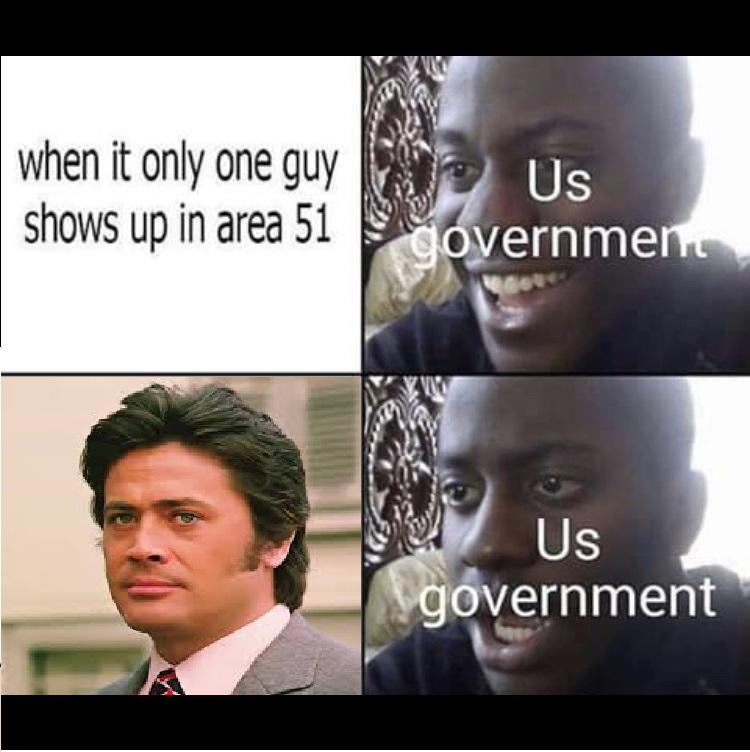 when it only one guy
shows up in area 51
Us
government
Us
government